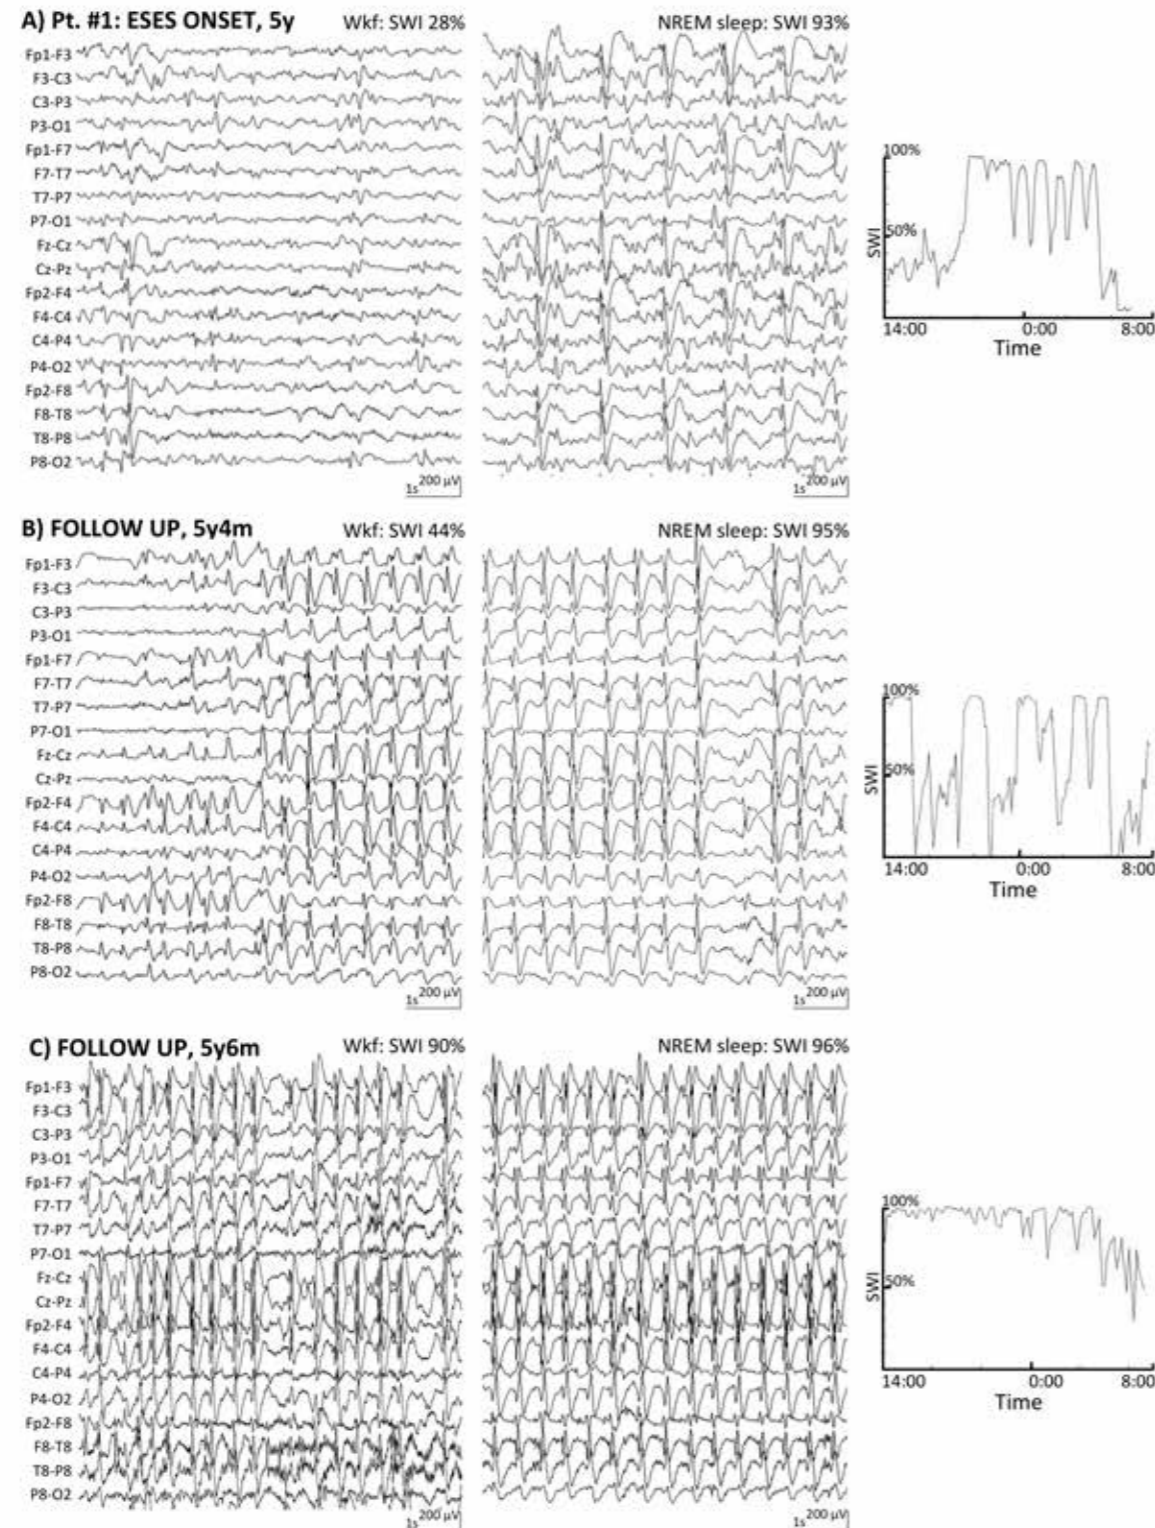 A) Pt. #1: ESES ONSET, 5y Wkf: SWI 28% NREM sleep: SWI 93%
Fp1-F3
F3-C3
C3-P3
P3-O1
Fp1-F7
F7-T7
T7-P7
P7-O1
Fz-Cz
Cz-Pz
Fp2-F4
F4-C4
C4-P4
P4-O2
Fp2-F8
F8-T8
T8-P8
P8-O2
1s 200 µV
1s 200 µV
100%
50%
SWI
14:00 0:00 8:00
Time
B) FOLLOW UP, 5y4m Wkf: SWI 44% NREM sleep: SWI 95%
Fp1-F3
F3-C3
C3-P3
P3-O1
Fp1-F7
F7-T7
T7-P7
P7-O1
Fz-Cz
Cz-Pz
Fp2-F4
F4-C4
C4-P4
P4-O2
Fp2-F8
F8-T8
T8-P8
P8-O2
1s 200 µV
1s 200 µV
100%
50%
SWI
14:00 0:00 8:00
Time
C) FOLLOW UP, 5y6m Wkf: SWI 90% NREM sleep: SWI 96%
Fp1-F3
F3-C3
C3-P3
P3-O1
Fp1-F7
F7-T7
T7-P7
P7-O1
Fz-Cz
Cz-Pz
Fp2-F4
F4-C4
C4-P4
P4-O2
Fp2-F8
F8-T8
T8-P8
P8-O2
1s 200 µV
1s 200 µV
100%
50%
SWI
14:00 0:00 8:00
Time